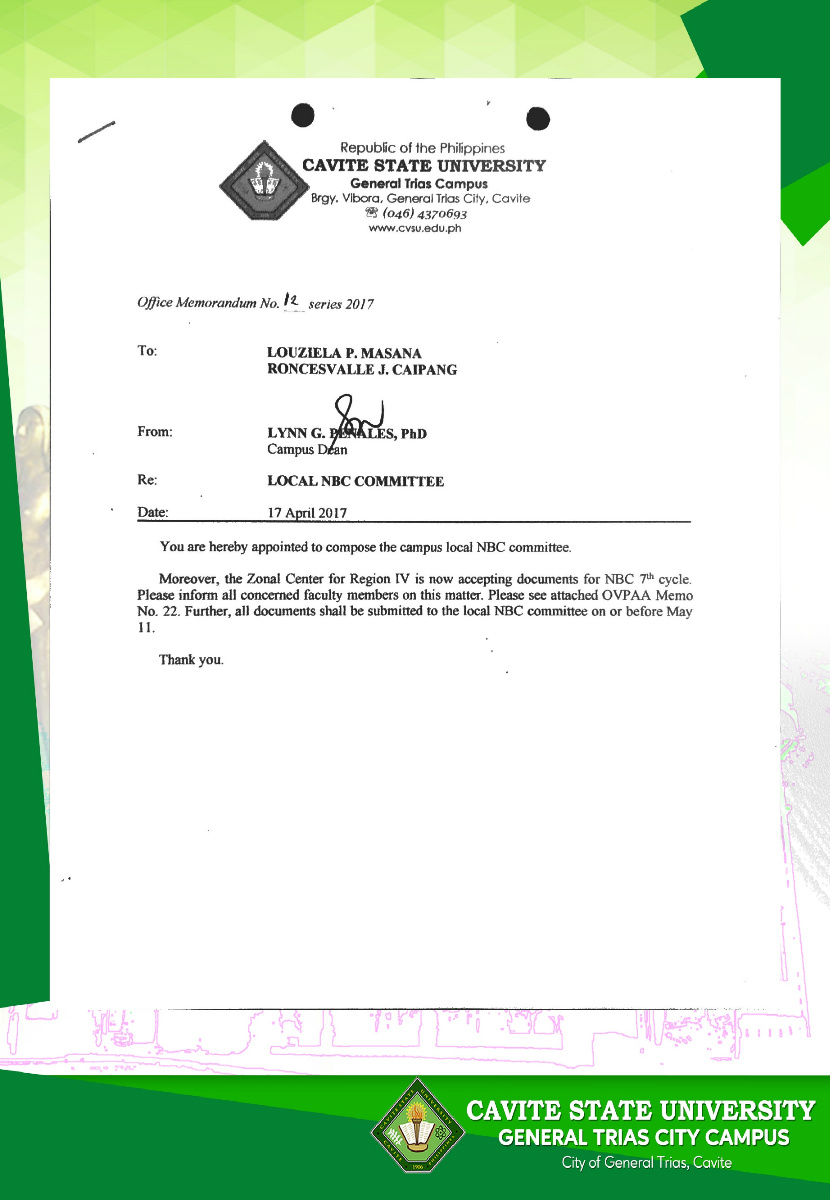 Republic of the Philippines
CAVITE STATE UNIVERSITY
General Trias Campus
Brgy. Vibora, General Trias City, Cavite
☏ (046) 4370693
www.cvsu.edu.ph
Office Memorandum No. 12 series 2017
To: LOUZIELA P. MASANA
RONCESVALLE J. CAIPANG
From: LYNN G. PENALES, PhD
Campus Dean
Re: LOCAL NBC COMMITTEE
Date: 17 April 2017
You are hereby appointed to compose the campus local NBC committee.
Moreover, the Zonal Center for Region IV is now accepting documents for NBC 7th cycle.
Please inform all concerned faculty members on this matter. Please see attached OVPAA Memo
No. 22. Further, all documents shall be submitted to the local NBC committee on or before May
11.
Thank you.
1906
CAVITE STATE UNIVERSITY
GENERAL TRIAS CITY CAMPUS
City of General Trias, Cavite